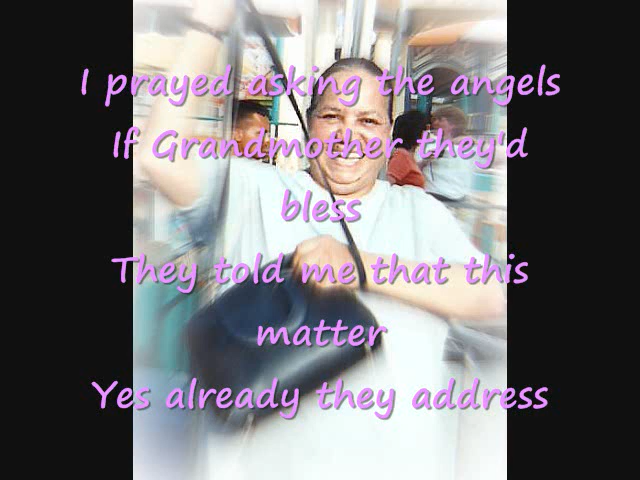 I prayed asking the angels
If Grandmother they'd
bless
They told me that this
matter
Yes already they address